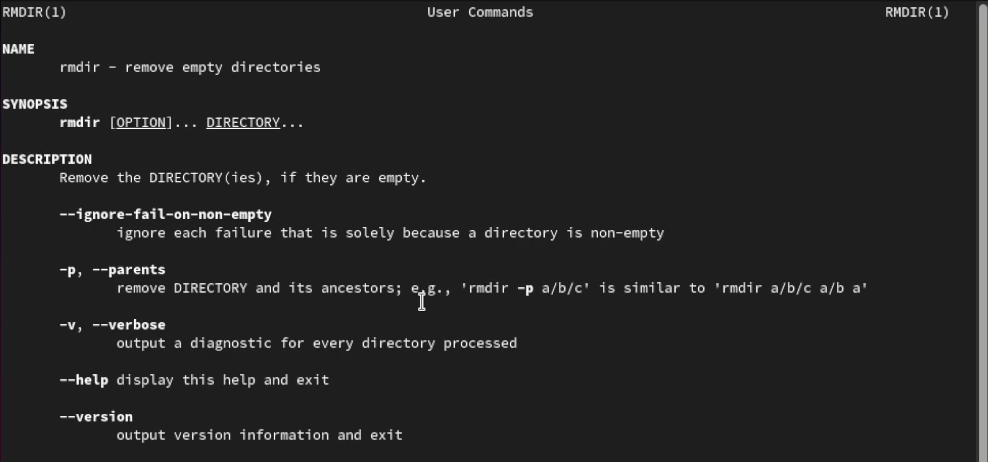 RMDIR(1) User Commands RMDIR(1)
NAME
rmdir - remove empty directories
SYNOPSIS
rmdir [OPTION]... DIRECTORY...
DESCRIPTION
Remove the DIRECTORY(ies), if they are empty.
--ignore-fail-on-non-empty
ignore each failure that is solely because a directory is non-empty
-p, --parents
remove DIRECTORY and its ancestors; e.g., 'rmdir -p a/b/c' is similar to 'rmdir a/b/c a/b a'
-v, --verbose
output a diagnostic for every directory processed
--help display this help and exit
--version
output version information and exit